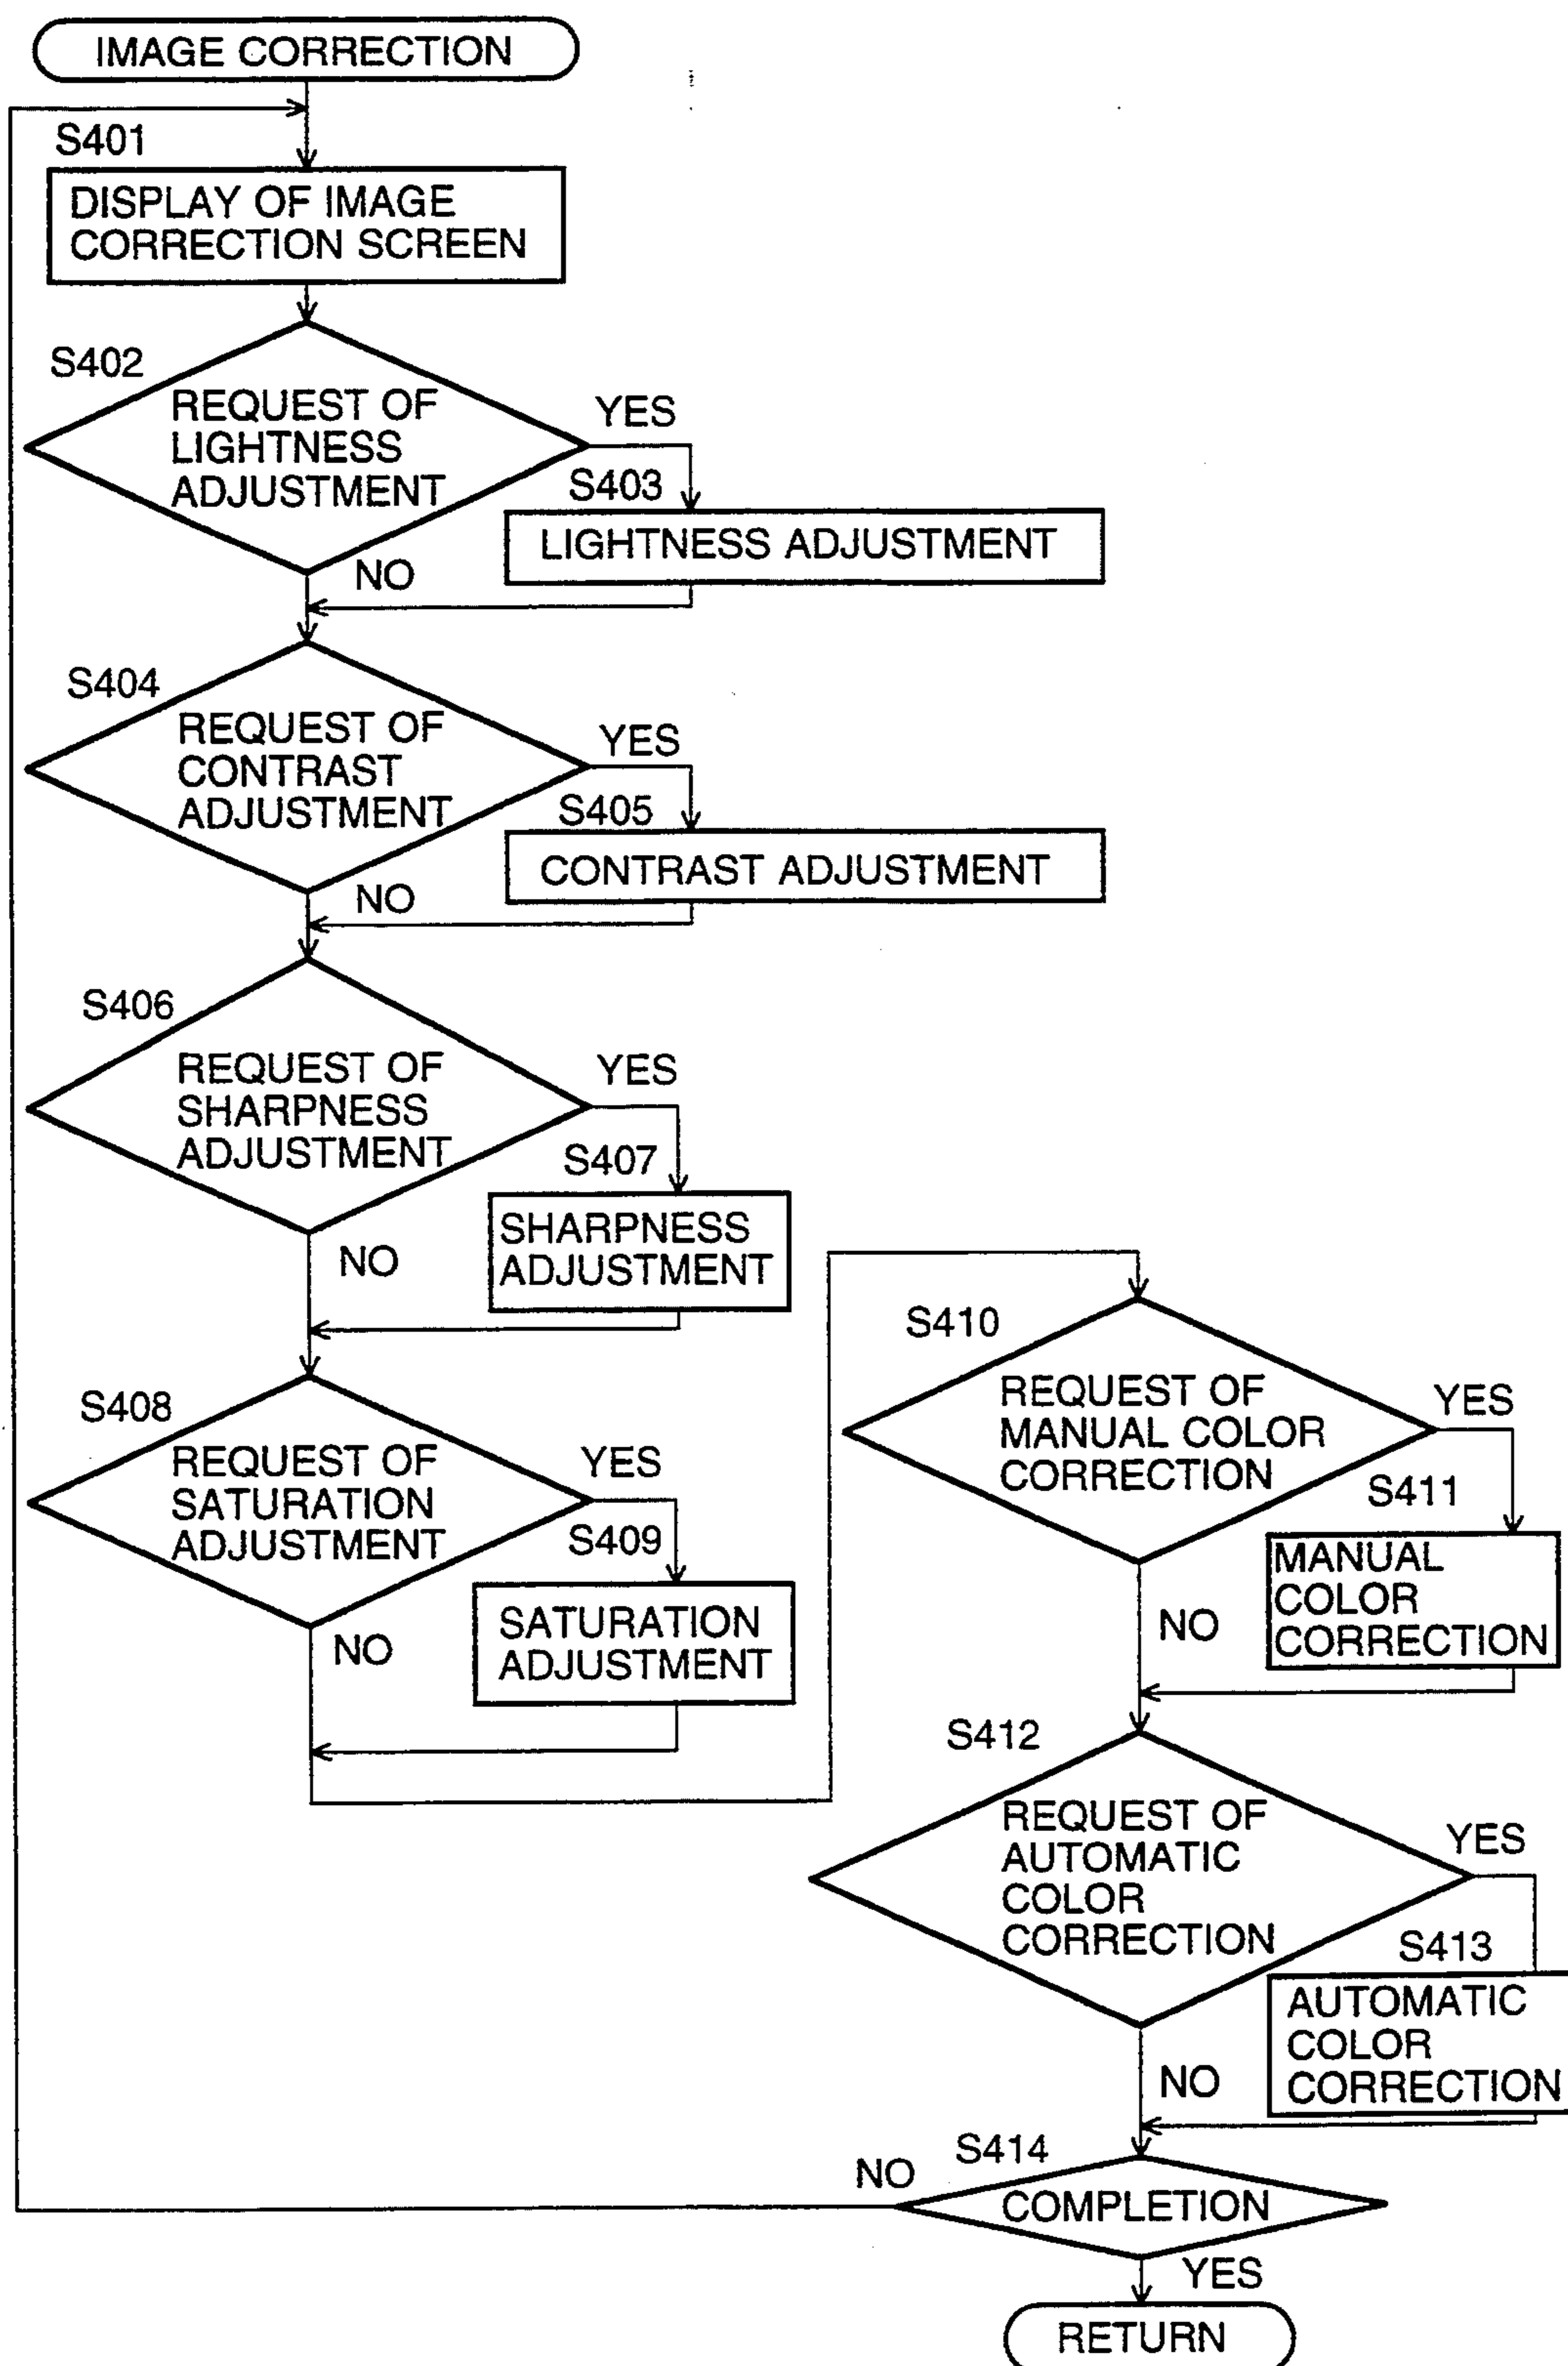 IMAGE CORRECTION
S401
DISPLAY OF IMAGE
CORRECTION SCREEN
S402
REQUEST OF
LIGHTNESS
ADJUSTMENT
YES
S403
LIGHTNESS ADJUSTMENT
NO
S404
REQUEST OF
CONTRAST
ADJUSTMENT
YES
S405
CONTRAST ADJUSTMENT
NO
S406
REQUEST OF
SHARPNESS
ADJUSTMENT
YES
S407
SHARPNESS
ADJUSTMENT
NO
S408
REQUEST OF
SATURATION
ADJUSTMENT
YES
S409
SATURATION
ADJUSTMENT
NO
S410
REQUEST OF
MANUAL COLOR
CORRECTION
YES
S411
MANUAL
COLOR
CORRECTION
NO
S412
REQUEST OF
AUTOMATIC
COLOR
CORRECTION
YES
S413
AUTOMATIC
COLOR
CORRECTION
NO
S414
COMPLETION
NO
YES
RETURN